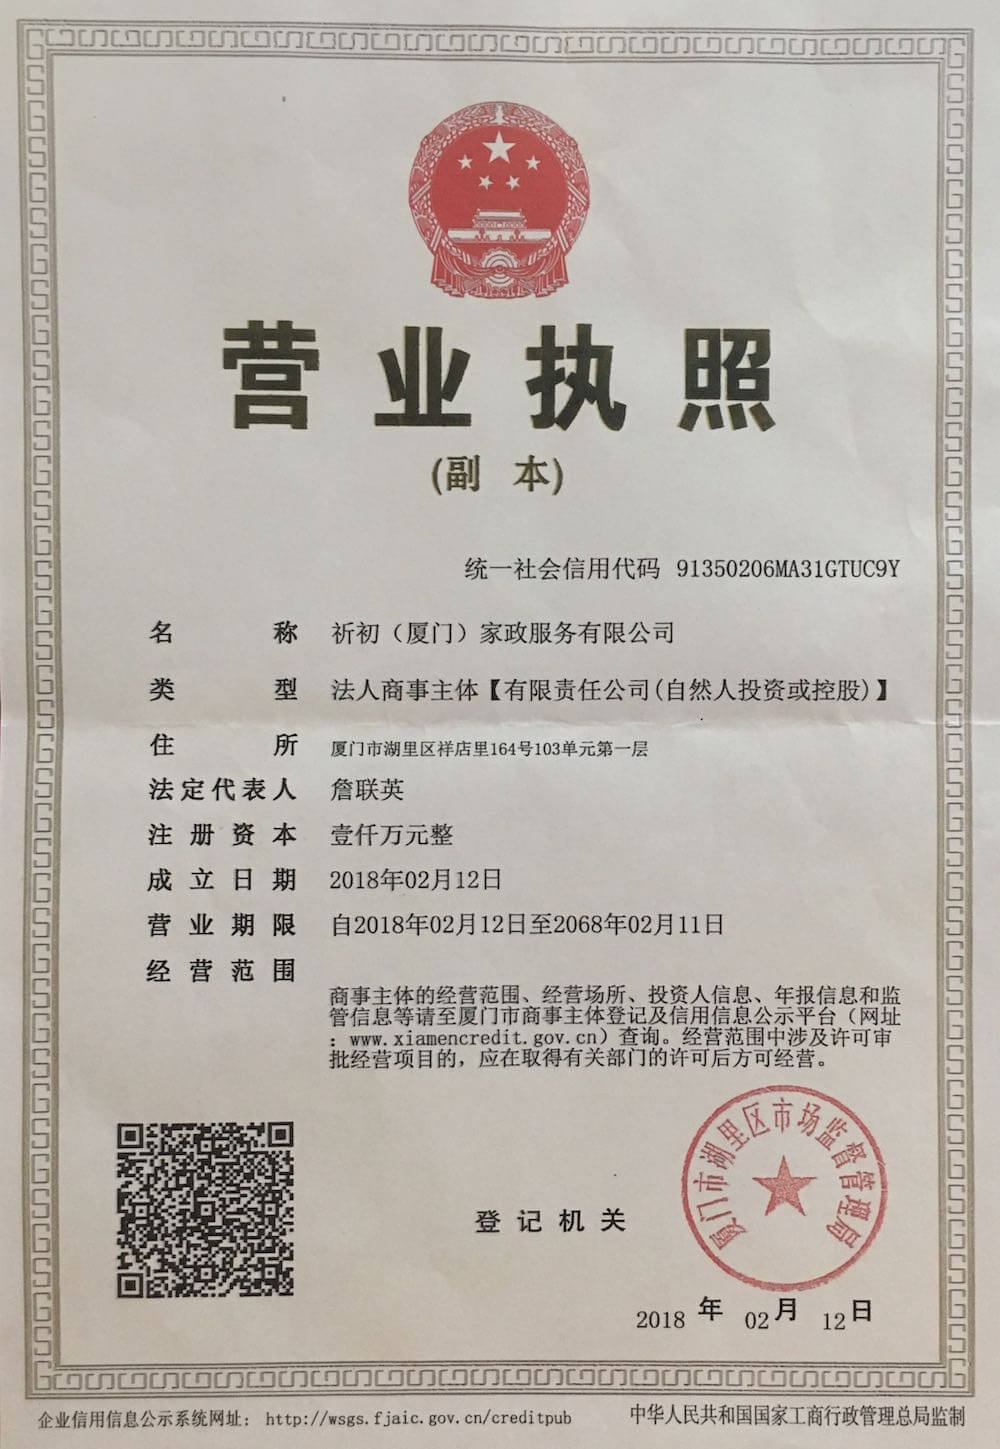 营业执照
(副 本)
统一社会信用代码 91350206MA31GTUC9Y
名 称 祈初（厦门）家政服务有限公司
类 型 法人商事主体【有限责任公司(自然人投资或控股)】
住 所 厦门市湖里区祥店里164号103单元第一层
法定代表人 詹联英
注册资本 壹仟万元整
成立日期 2018年02月12日
营业期限 自2018年02月12日至2068年02月11日
经营范围
商事主体的经营范围、经营场所、投资人信息、年报信息和监
管信息等请至厦门市商事主体登记及信用信息公示平台（网址
：www.xiamencredit.gov.cn）查询。经营范围中涉及许可审
批经营项目的，应在取得有关部门的许可后方可经营。
厦门市湖里区市场监督管理局
登记机关
2018 年 02 月 12 日
企业信用信息公示系统网址： http://wsgs.fjaic.gov.cn/creditpub
中华人民共和国国家工商行政管理总局监制